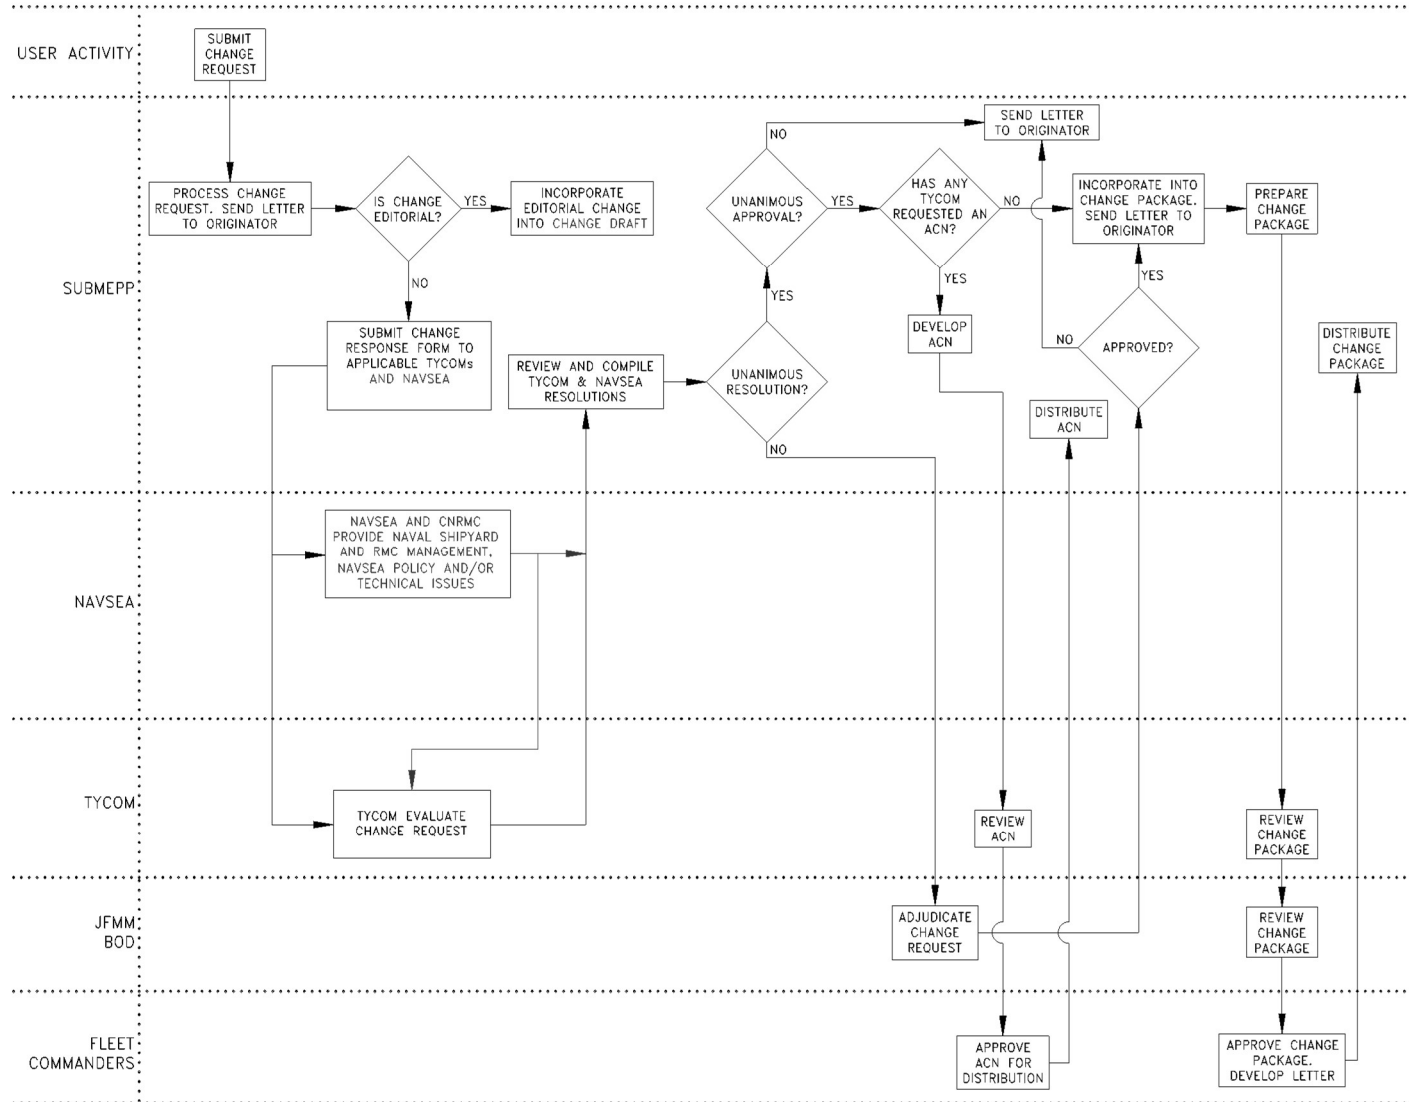 USER ACTIVITY
SUBMIT
CHANGE
REQUEST
SUBMEPP
PROCESS CHANGE
REQUEST. SEND LETTER
TO ORIGINATOR
IS CHANGE
EDITORIAL?
YES
INCORPORATE
EDITORIAL CHANGE
INTO CHANGE DRAFT
NO
SUBMIT CHANGE
RESPONSE FORM TO
APPLICABLE TYCOMs
AND NAVSEA
REVIEW AND COMPILE
TYCOM & NAVSEA
RESOLUTIONS
UNANIMOUS
RESOLUTION?
YES
NO
UNANIMOUS
APPROVAL?
NO
YES
SEND LETTER
TO ORIGINATOR
HAS ANY
TYCOM
REQUESTED AN
ACN?
NO
YES
DEVELOP
ACN
INCORPORATE INTO
CHANGE PACKAGE.
SEND LETTER TO
ORIGINATOR
YES
NO
APPROVED?
DISTRIBUTE
ACN
PREPARE
CHANGE
PACKAGE
DISTRIBUTE
CHANGE
PACKAGE
NAVSEA
NAVSEA AND CNRMC
PROVIDE NAVAL SHIPYARD
AND RMC MANAGEMENT,
NAVSEA POLICY AND/OR
TECHNICAL ISSUES
TYCOM
TYCOM EVALUATE
CHANGE REQUEST
REVIEW
ACN
REVIEW
CHANGE
PACKAGE
JFMM
BOD
ADJUDICATE
CHANGE
REQUEST
REVIEW
CHANGE
PACKAGE
FLEET
COMMANDERS
APPROVE
ACN FOR
DISTRIBUTION
APPROVE CHANGE
PACKAGE.
DEVELOP LETTER